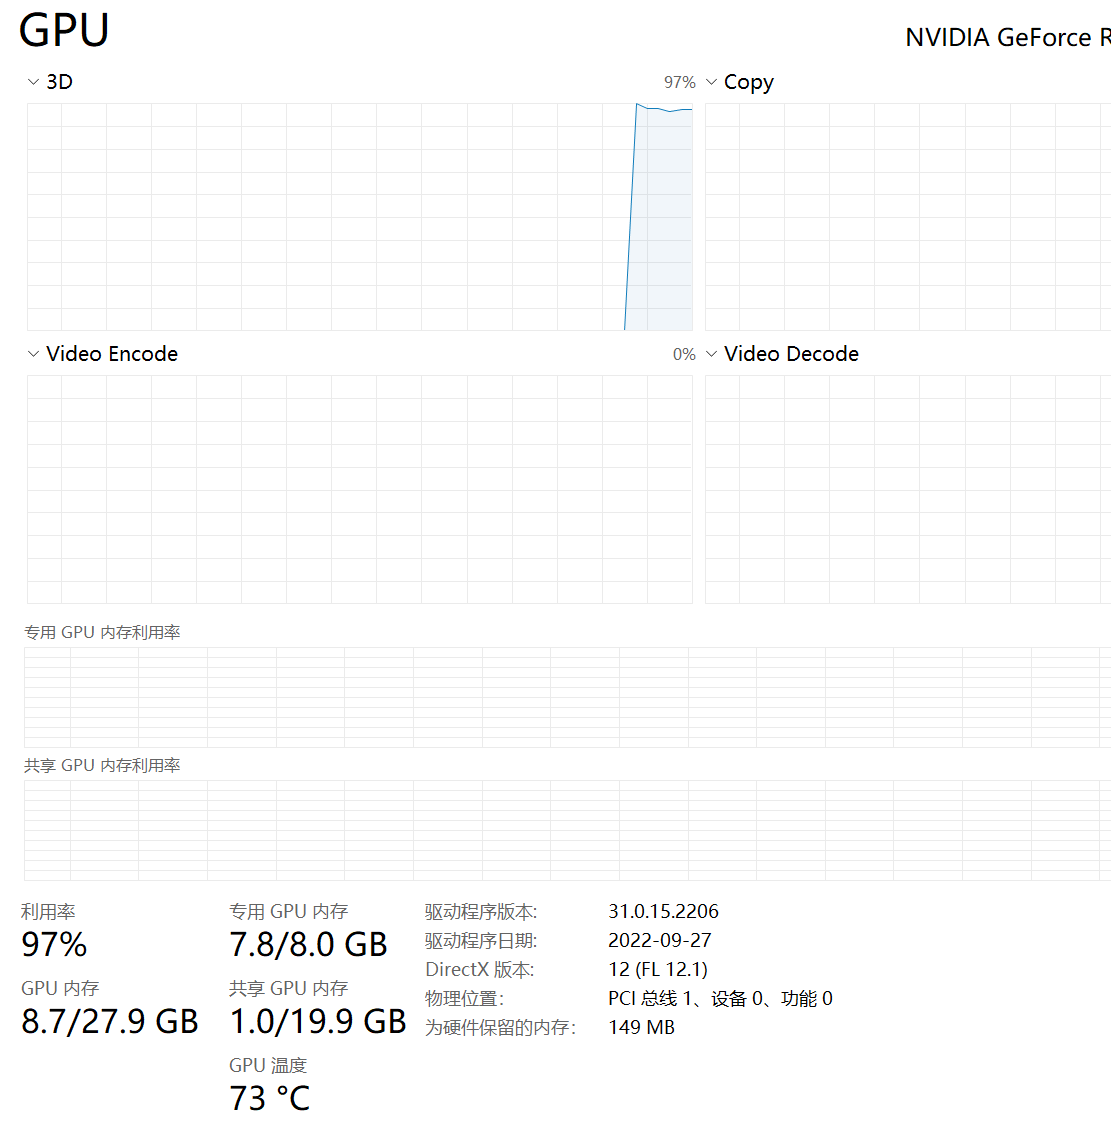 GPU
NVIDIA GeForce R
3D 97% Copy
Video Encode 0% Video Decode
专用 GPU 内存利用率
共享 GPU 内存利用率
利用率
97%
GPU 内存
8.7/27.9 GB
专用 GPU 内存
7.8/8.0 GB
共享 GPU 内存
1.0/19.9 GB
GPU 温度
73 °C
驱动程序版本: 31.0.15.2206
驱动程序日期: 2022-09-27
DirectX 版本: 12 (FL 12.1)
物理位置: PCI 总线 1、设备 0、功能 0
为硬件保留的内存: 149 MB